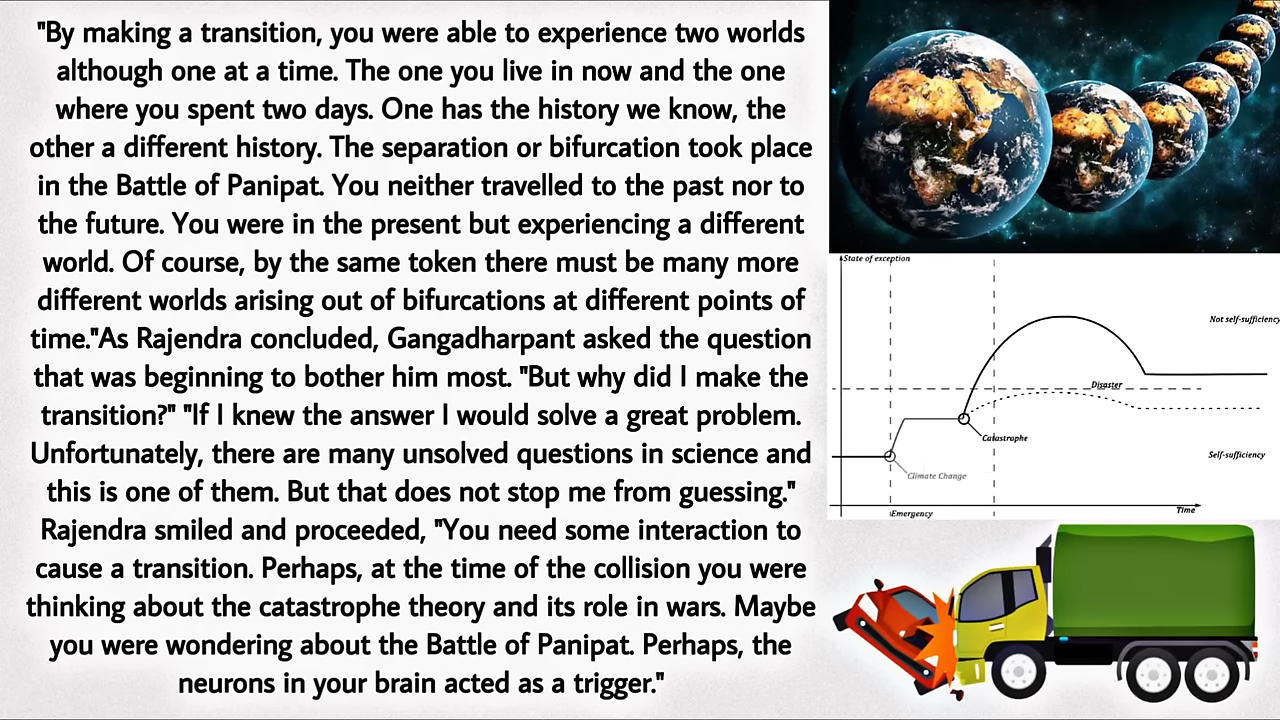 "By making a transition, you were able to experience two worlds
although one at a time. The one you live in now and the one
where you spent two days. One has the history we know, the
other a different history. The separation or bifurcation took place
in the Battle of Panipat. You neither travelled to the past nor to
the future. You were in the present but experiencing a different
world. Of course, by the same token there must be many more
different worlds arising out of bifurcations at different points of
time."As Rajendra concluded, Gangadharpant asked the question
that was beginning to bother him most. "But why did I make the
transition?" "If I knew the answer I would solve a great problem.
Unfortunately, there are many unsolved questions in science and
this is one of them. But that does not stop me from guessing."
Rajendra smiled and proceeded, "You need some interaction to
cause a transition. Perhaps, at the time of the collision you were
thinking about the catastrophe theory and its role in wars. Maybe
you were wondering about the Battle of Panipat. Perhaps, the
neurons in your brain acted as a trigger."
State of exception
Not self-sufficiency
Disaster
Catastrophe
Self-sufficiency
Climate Change
Emergency
Time